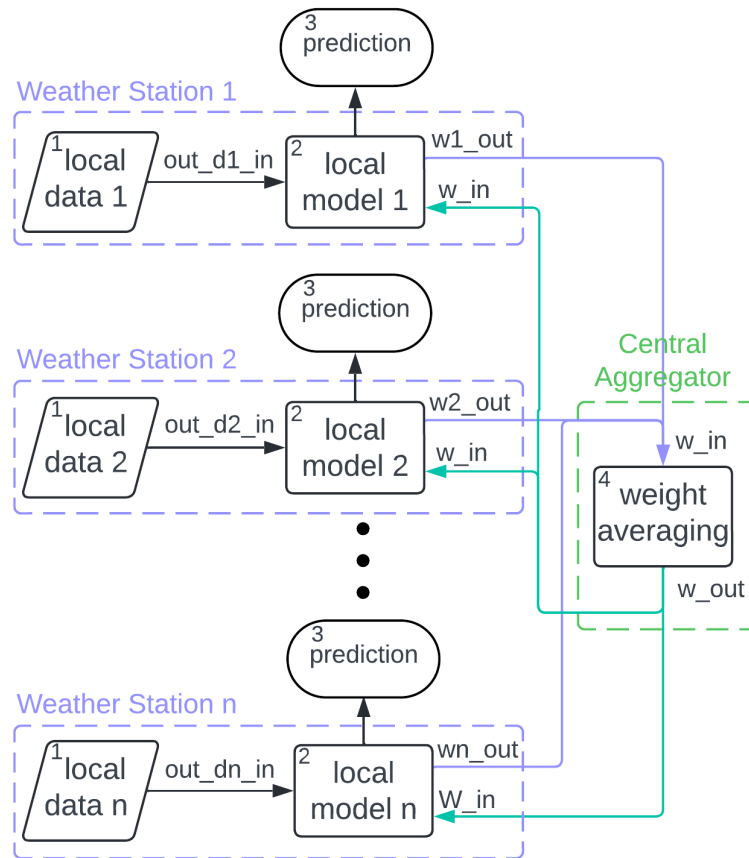 3
prediction
Weather Station 1
1
local
data 1
out_d1_in
2
local
model 1
w1_out
w_in
3
prediction
Weather Station 2
1
local
data 2
out_d2_in
2
local
model 2
w2_out
w_in
Central
Aggregator
w_in
4
weight
averaging
w_out
3
prediction
Weather Station n
1
local
data n
out_dn_in
2
local
model n
wn_out
W_in